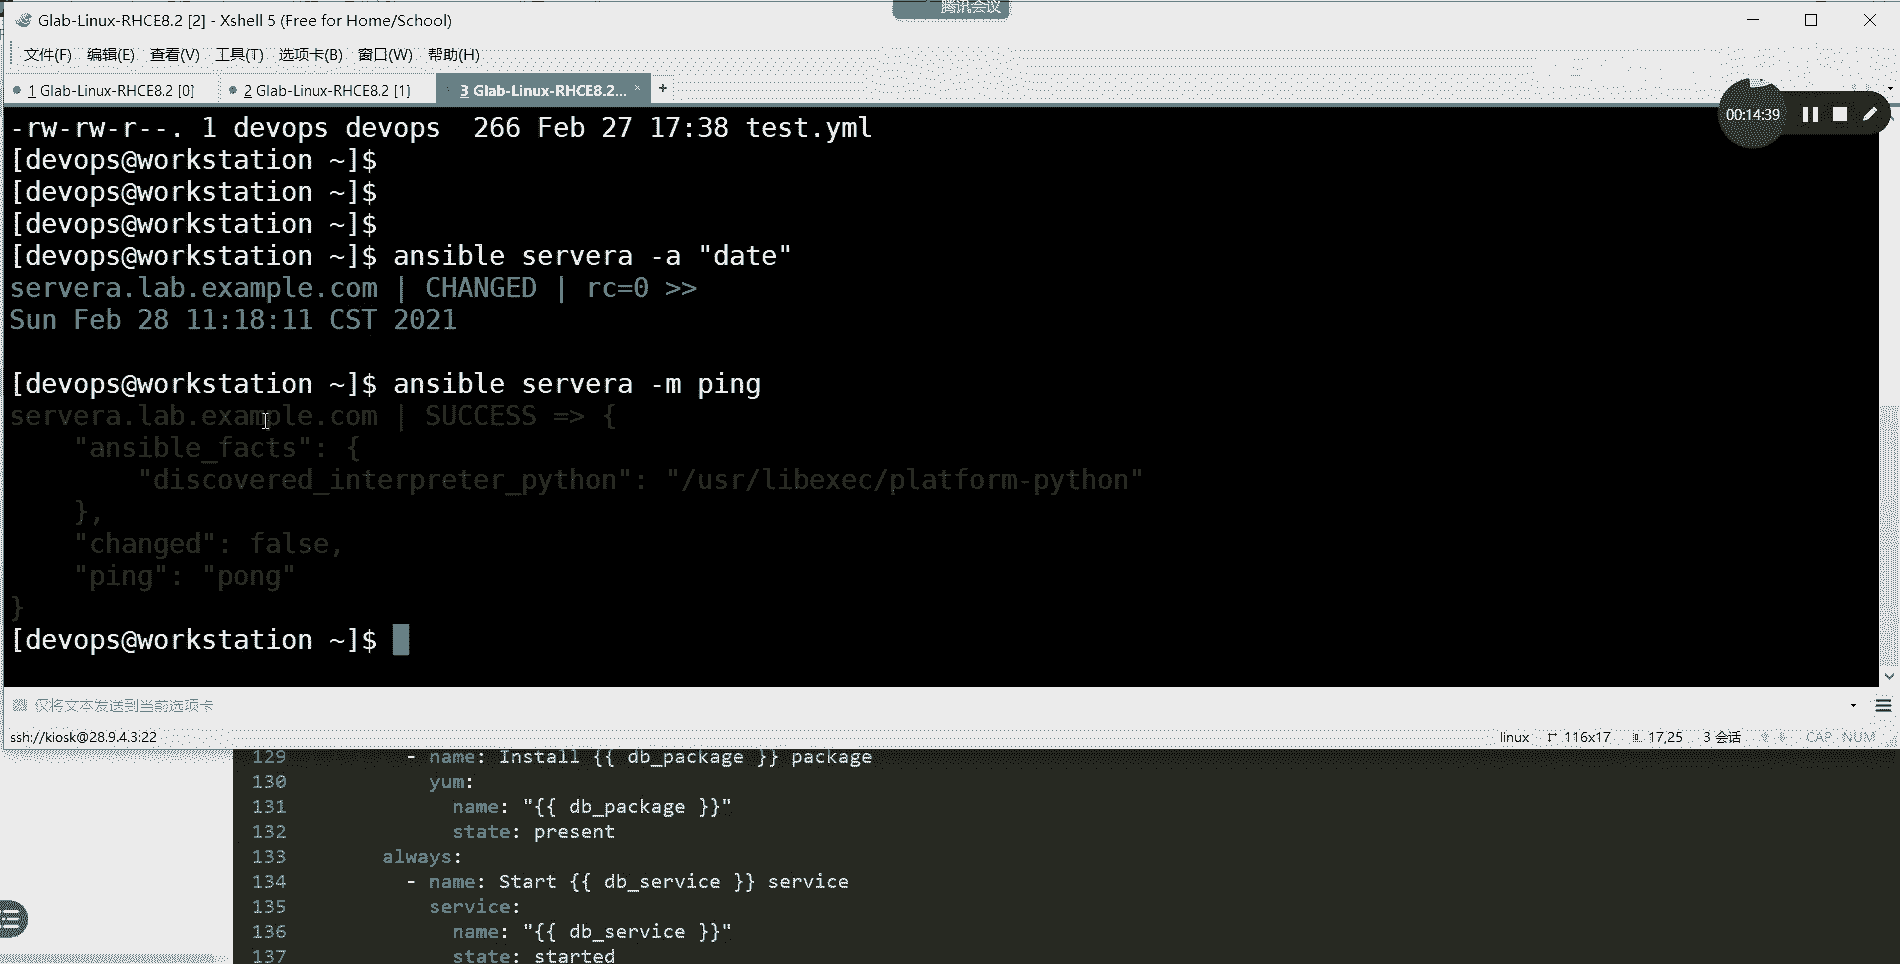 腾讯会议
Glab-Linux-RHCE8.2 [2] - Xshell 5 (Free for Home/School)
文件(F) 编辑(E) 查看(V) 工具(T) 选项卡(B) 窗口(W) 帮助(H)
1 Glab-Linux-RHCE8.2 [0] 2 Glab-Linux-RHCE8.2 [1] 3 Glab-Linux-RHCE8.2... × +
00:14:39
-rw-rw-r--. 1 devops devops  266 Feb 27 17:38 test.yml
[devops@workstation ~]$
[devops@workstation ~]$
[devops@workstation ~]$
[devops@workstation ~]$ ansible servera -a "date"
servera.lab.example.com | CHANGED | rc=0 >>
Sun Feb 28 11:18:11 CST 2021
[devops@workstation ~]$ ansible servera -m ping
servera.lab.example.com | SUCCESS => {
    "ansible_facts": {
        "discovered_interpreter_python": "/usr/libexec/platform-python"
    },
    "changed": false,
    "ping": "pong"
}
[devops@workstation ~]$
仅将文本发送到当前选项卡
ssh://kiosk@28.9.4.3:22 linux 116x17 17,25 3 会话 CAP NUM
129 - name: Install {{ db_package }} package
130 yum:
131 name: "{{ db_package }}"
132 state: present
133 always:
134 - name: Start {{ db_service }} service
135 service:
136 name: "{{ db_service }}"
137 state: started